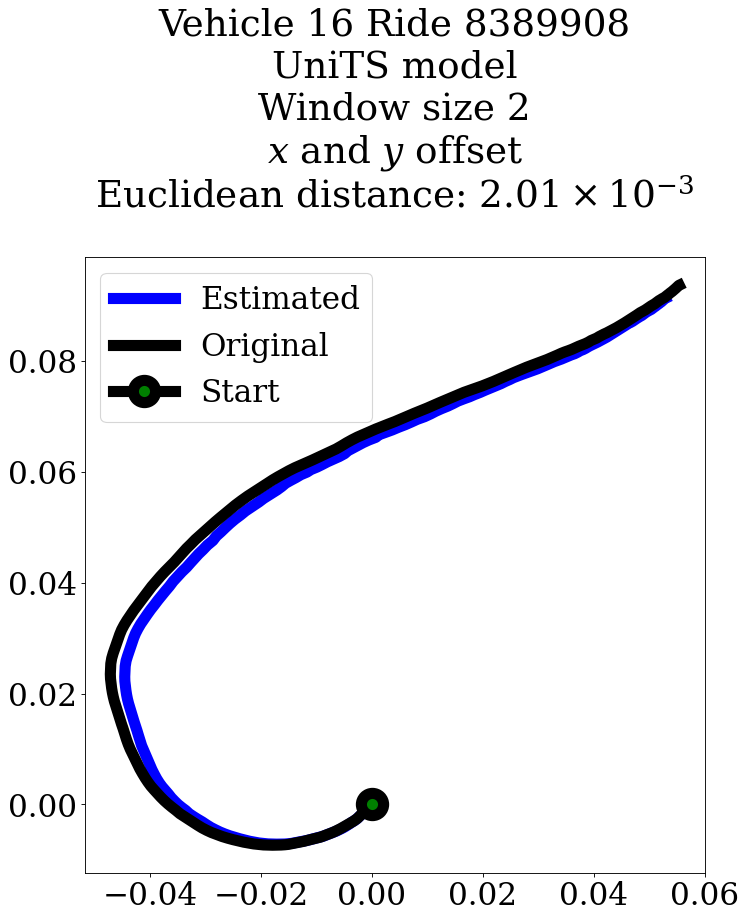 Vehicle 16 Ride 8389908
UniTS model
Window size 2
x and y offset
Euclidean distance: 2.01 × 10⁻³
Estimated
Original
Start
0.08
0.06
0.04
0.02
0.00
−0.04 −0.02 0.00 0.02 0.04 0.06